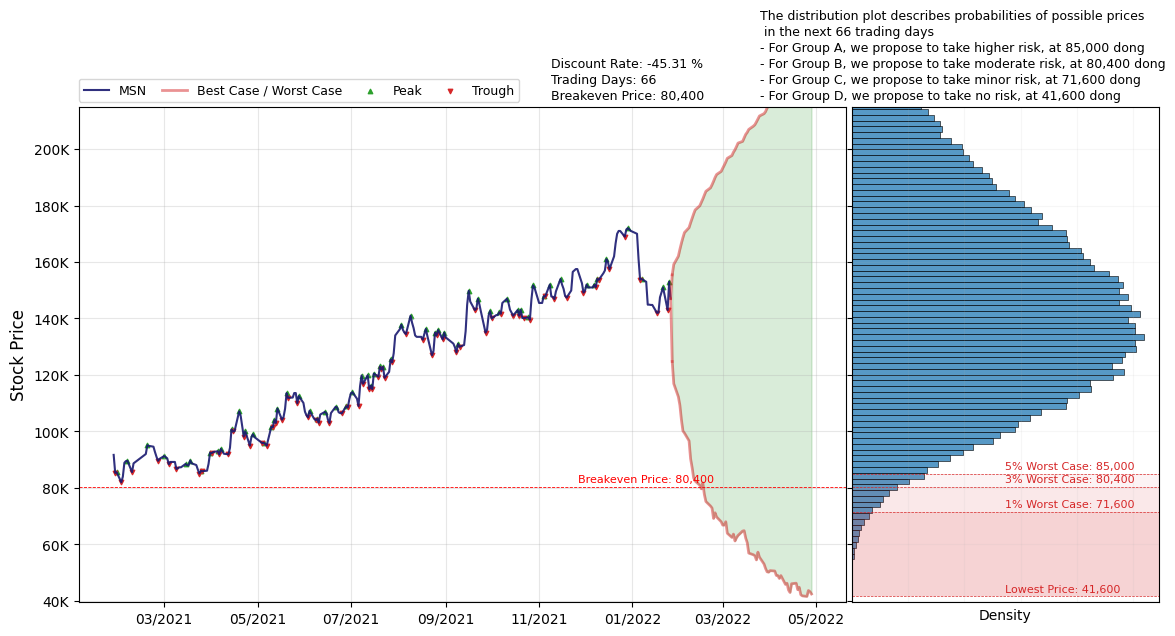 The distribution plot describes probabilities of possible prices
in the next 66 trading days
- For Group A, we propose to take higher risk, at 85,000 dong
- For Group B, we propose to take moderate risk, at 80,400 dong
- For Group C, we propose to take minor risk, at 71,600 dong
- For Group D, we propose to take no risk, at 41,600 dong
Discount Rate: -45.31 %
Trading Days: 66
Breakeven Price: 80,400
MSN
Best Case / Worst Case
Peak
Trough
Stock Price
200K
180K
160K
140K
120K
100K
80K
60K
40K
Breakeven Price: 80,400
5% Worst Case: 85,000
3% Worst Case: 80,400
1% Worst Case: 71,600
Lowest Price: 41,600
03/2021
05/2021
07/2021
09/2021
11/2021
01/2022
03/2022
05/2022
Density